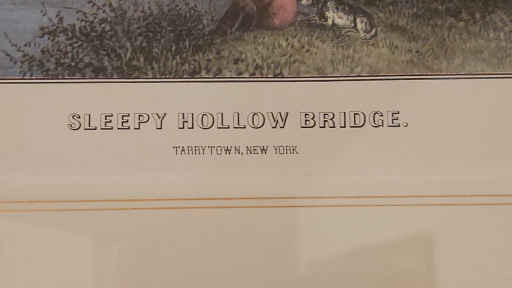 SLEEPY HOLLOW BRIDGE.
TARRYTOWN, NEW YORK